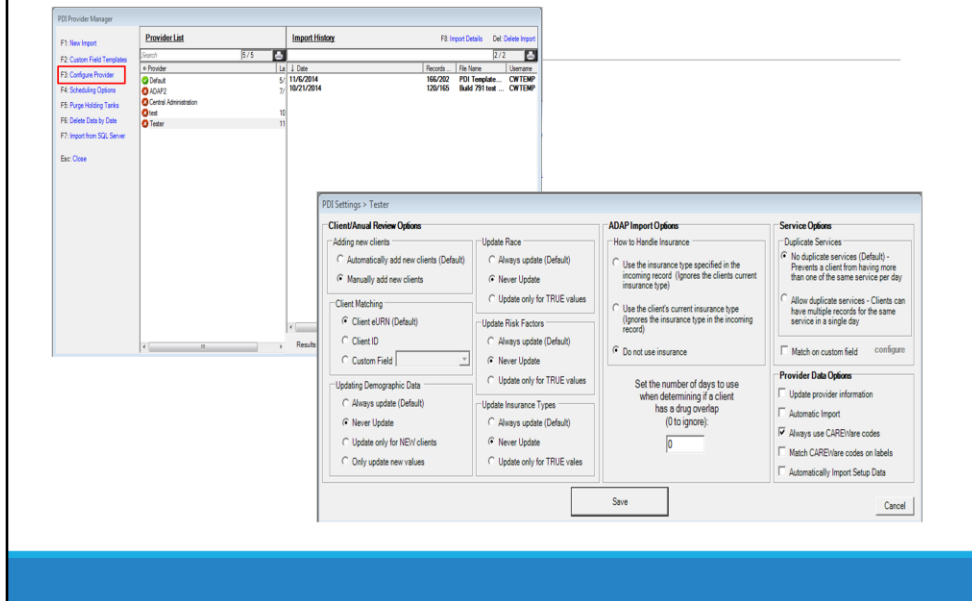 PDI Provider Manager
F1: New Import
F2: Custom Field Templates
F3: Configure Provider
F4: Scheduling Options
F5: Purge Holding Tanks
F6: Delete Data by Date
F7: Import from SQL Server
Esc: Close
Provider List
Search 5 / 5
Provider La
Default 5/
ADAP2 7/
Central Administration
test 10
Tester 11
Import History F8: Import Details Del: Delete Import
2 / 2
Date Records ... File Name Username
11/6/2014 166/202 PDI Template... CWTEMP
10/21/2014 120/165 Build 791 test ... CWTEMP
Results
PDI Settings > Tester
Client/Anual Review Options
Adding new clients
Automatically add new clients (Default)
Manually add new clients
Client Matching
Client eURN (Default)
Client ID
Custom Field
Updating Demographic Data
Always update (Default)
Never Update
Update only for NEW clients
Only update new values
Update Race
Always update (Default)
Never Update
Update only for TRUE values
Update Risk Factors
Always update (Default)
Never Update
Update only for TRUE values
Update Insurance Types
Always update (Default)
Never Update
Update only for TRUE vales
ADAP Import Options
How to Handle Insurance
Use the insurance type specified in the
incoming record (Ignores the clients current
insurance type)
Use the client's current insurance type
(Ignores the insurance type in the incoming
record)
Do not use insurance
Set the number of days to use
when determining if a client
has a drug overlap
(0 to ignore):
0
Service Options
Duplicate Services
No duplicate services (Default) -
Prevents a client from having more
than one of the same service per day
Allow duplicate services - Clients can
have multiple records for the same
service in a single day
Match on custom field configure
Provider Data Options
Update provider information
Automatic Import
Always use CAREWare codes
Match CAREWare codes on labels
Automatically Import Setup Data
Save
Cancel